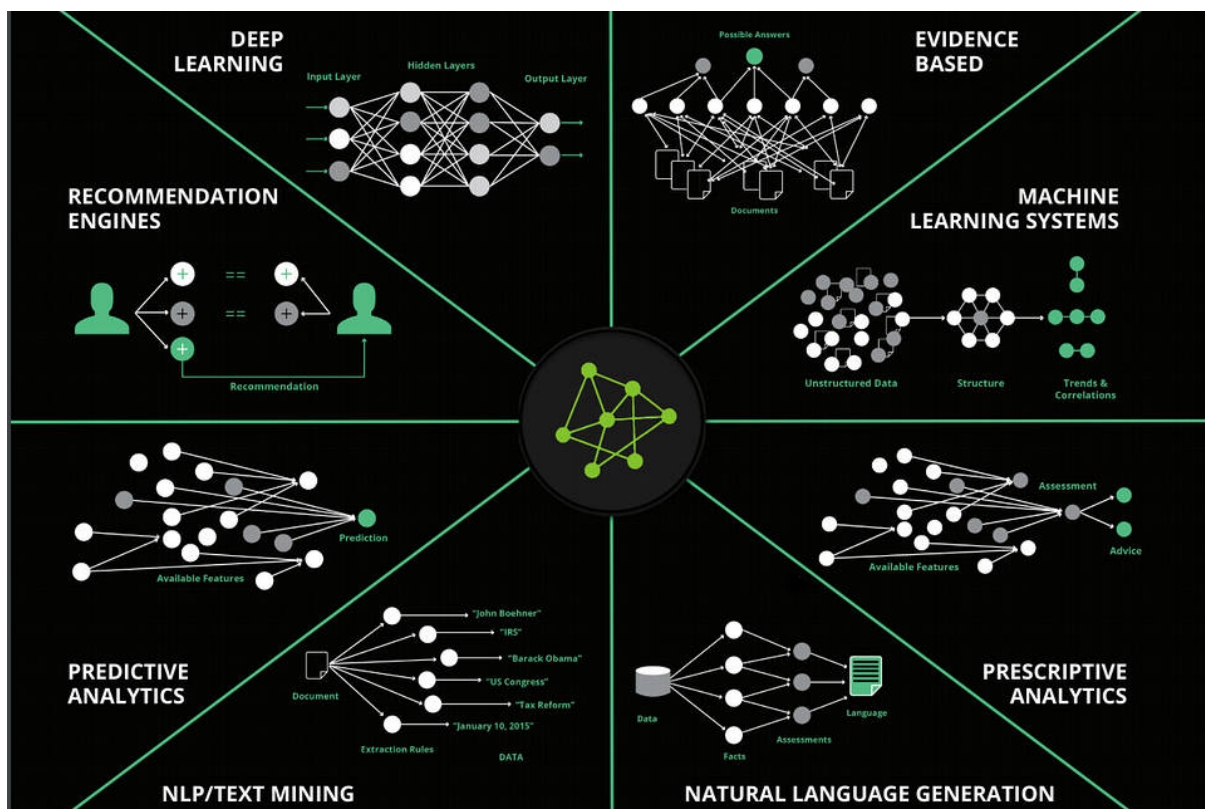 DEEP
LEARNING
Input Layer
Hidden Layers
Output Layer
EVIDENCE
BASED
Possible Answers
Documents
RECOMMENDATION
ENGINES
Recommendation
MACHINE
LEARNING SYSTEMS
Unstructured Data
Structure
Trends &
Correlations
PREDICTIVE
ANALYTICS
Available Features
Prediction
PRESCRIPTIVE
ANALYTICS
Available Features
Assessment
Advice
NLP/TEXT MINING
Document
Extraction Rules
"John Boehner"
"IRS"
"Barack Obama"
"US Congress"
"Tax Reform"
"January 10, 2015"
DATA
NATURAL LANGUAGE GENERATION
Data
Facts
Assessments
Language